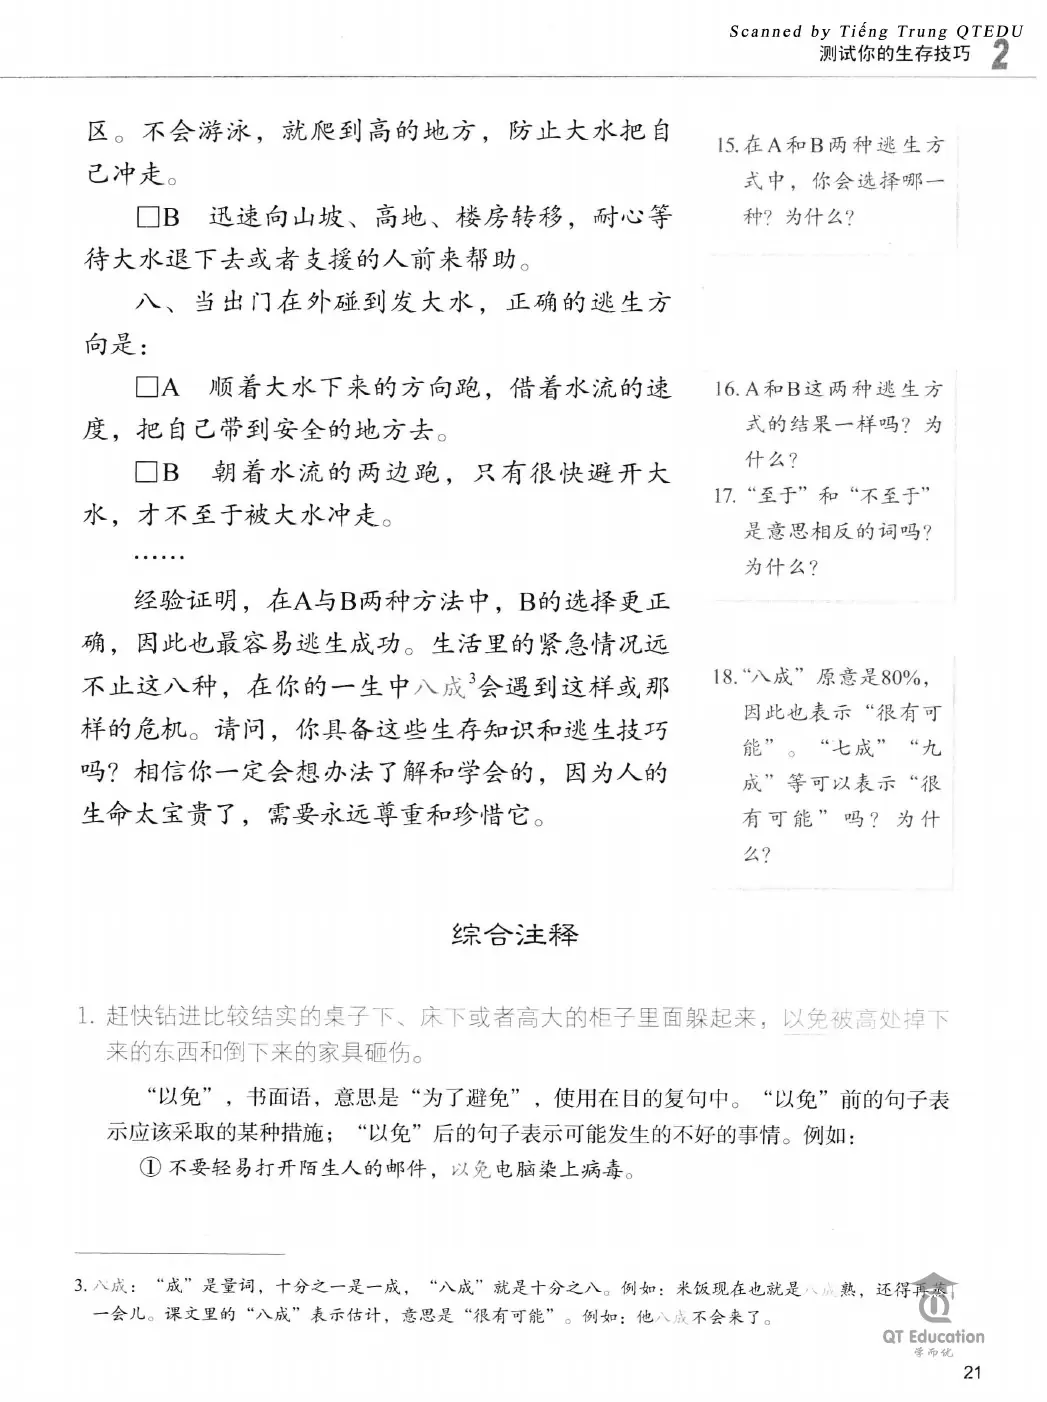 Scanned by Tiếng Trung QTEDU
测试你的生存技巧 2
区。不会游泳，就爬到高的地方，防止大水把自
己冲走。
□B 迅速向山坡、高地、楼房转移，耐心等
待大水退下去或者支援的人前来帮助。
八、当出门在外碰到发大水，正确的逃生方
向是：
□A 顺着大水下来的方向跑，借着水流的速
度，把自己带到安全的地方去。
□B 朝着水流的两边跑，只有很快避开大
水，才不至于被大水冲走。
……
经验证明，在A与B两种方法中，B的选择更正
确，因此也最容易逃生成功。生活里的紧急情况远
不止这八种，在你的一生中八成3会遇到这样或那
样的危机。请问，你具备这些生存知识和逃生技巧
吗？相信你一定会想办法了解和学会的，因为人的
生命太宝贵了，需要永远尊重和珍惜它。
15.在A和B两种逃生方
式中，你会选择哪一
种？为什么？
16.A和B这两种逃生方
式的结果一样吗？为
什么？
17.“至于”和“不至于”
是意思相反的词吗？
为什么？
18.“八成”原意是80%，
因此也表示“很有可
能”。“七成”“九
成”等可以表示“很
有可能”吗？为什
么？
综合注释
1. 赶快钻进比较结实的桌子下、床下或者高大的柜子里面躲起来，以免被高处掉下
来的东西和倒下来的家具砸伤。
“以免”，书面语，意思是“为了避免”，使用在目的复句中。“以免”前的句子表
示应该采取的某种措施；“以免”后的句子表示可能发生的不好的事情。例如：
① 不要轻易打开陌生人的邮件，以免电脑染上病毒。
3. 八成：“成”是量词，十分之一是一成，“八成”就是十分之八。例如：米饭现在也就是八成熟，还得再蒸
一会儿。课文里的“八成”表示估计，意思是“很有可能”。例如：他八成不会来了。
QT Education
学而优
21